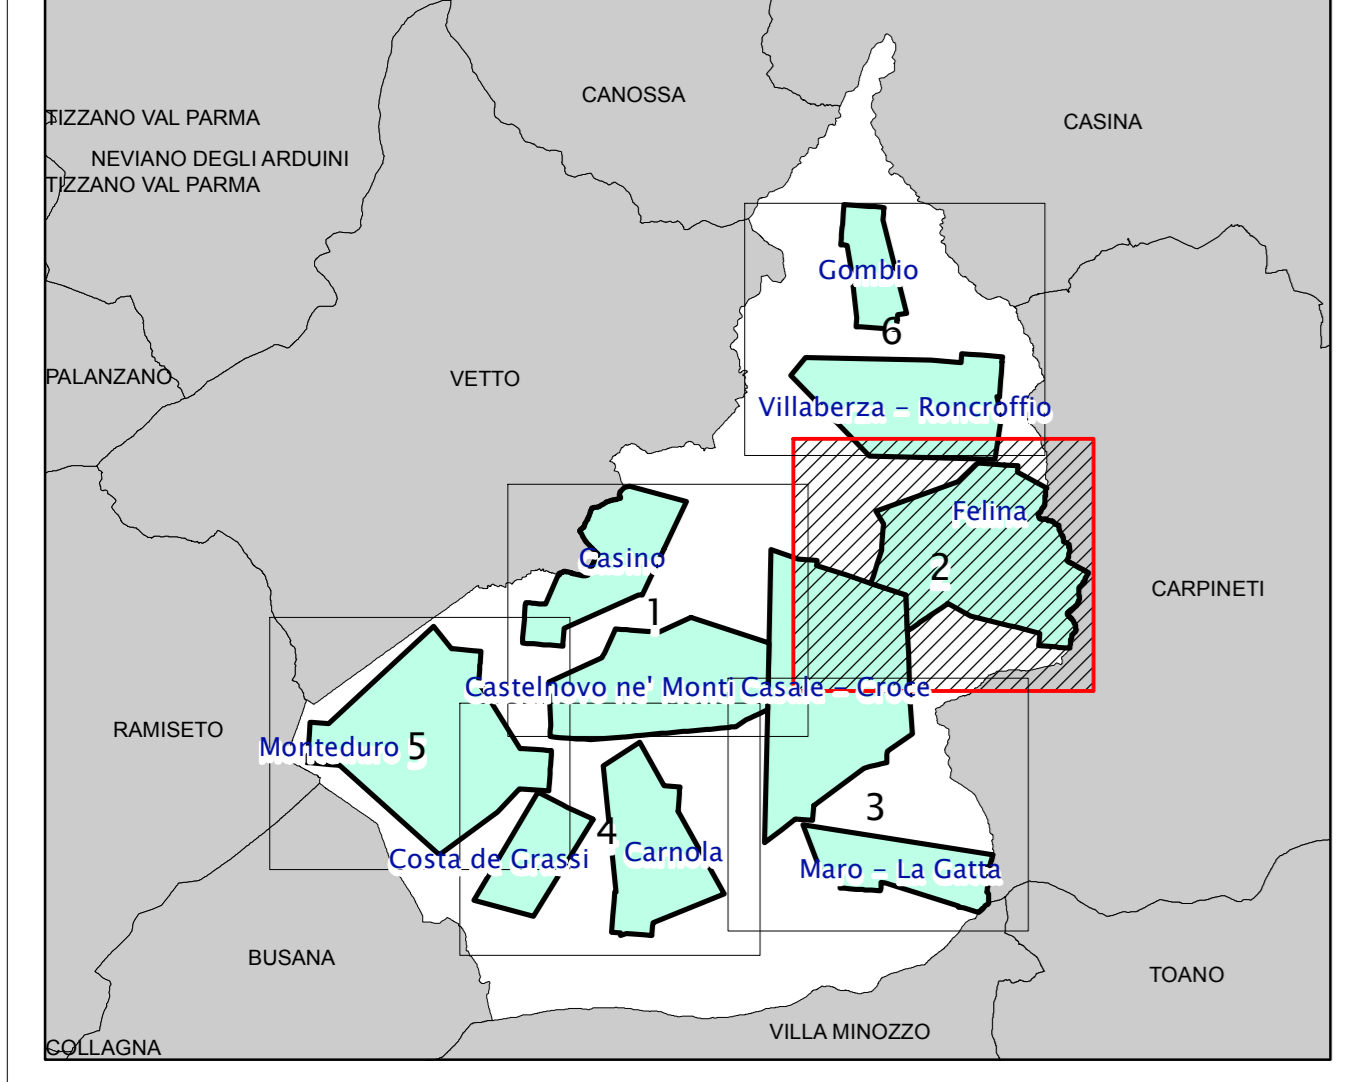 CANOSSA
TIZZANO VAL PARMA
CASINA
NEVIANO DEGLI ARDUINI
TIZZANO VAL PARMA
Gombio
6
PALANZANO
VETTO
Villaberza - Roncroffio
Felina
Casino
2
CARPINETI
1
Castelnovo ne' Monti
Casale - Croce
RAMISETO
Monteduro
5
3
4
Costa de Grassi
Carnola
Maro - La Gatta
BUSANA
TOANO
VILLA MINOZZO
COLLAGNA